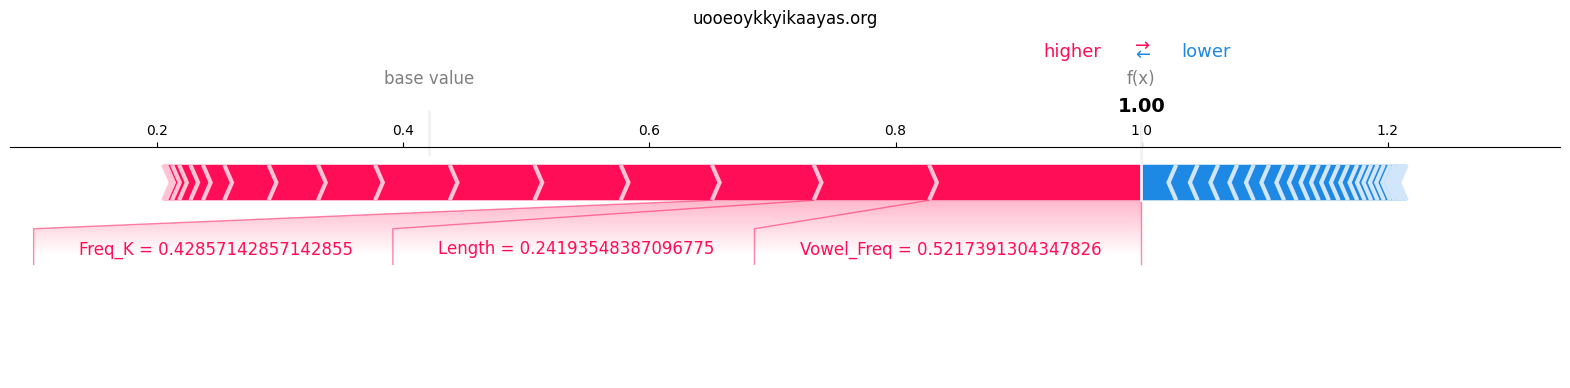 uooeoykkyikaayas.org
higher → ← lower
base value f(x)
1.00
0.2 0.4 0.6 0.8 1.0 1.2
Freq_K = 0.42857142857142855 Length = 0.24193548387096775 Vowel_Freq = 0.5217391304347826